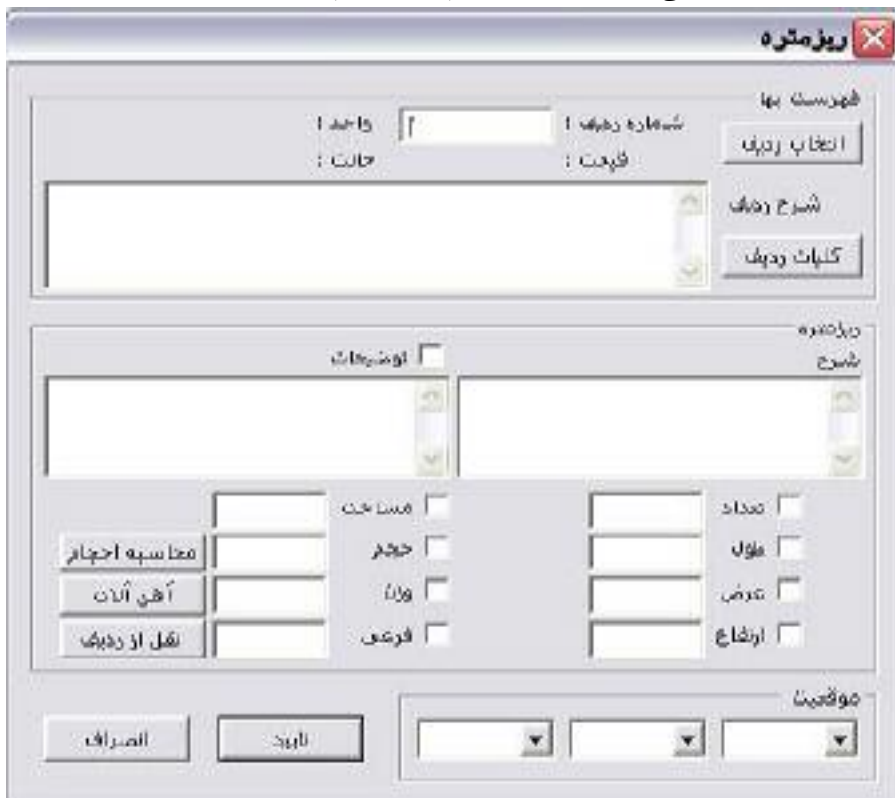 ریزمتره
فهرست بها
شماره ردیف : واحد :
انتخاب ردیف
قیمت : حالت :
شرح ردیف
کلیات ردیف
ریزمتره
شرح توضیحات
تعداد مساحت
طول حجم محاسبه احجام
عرض وزن آهن آلات
ارتفاع فرعی نقل از ردیف
موقعیت
تایید انصراف